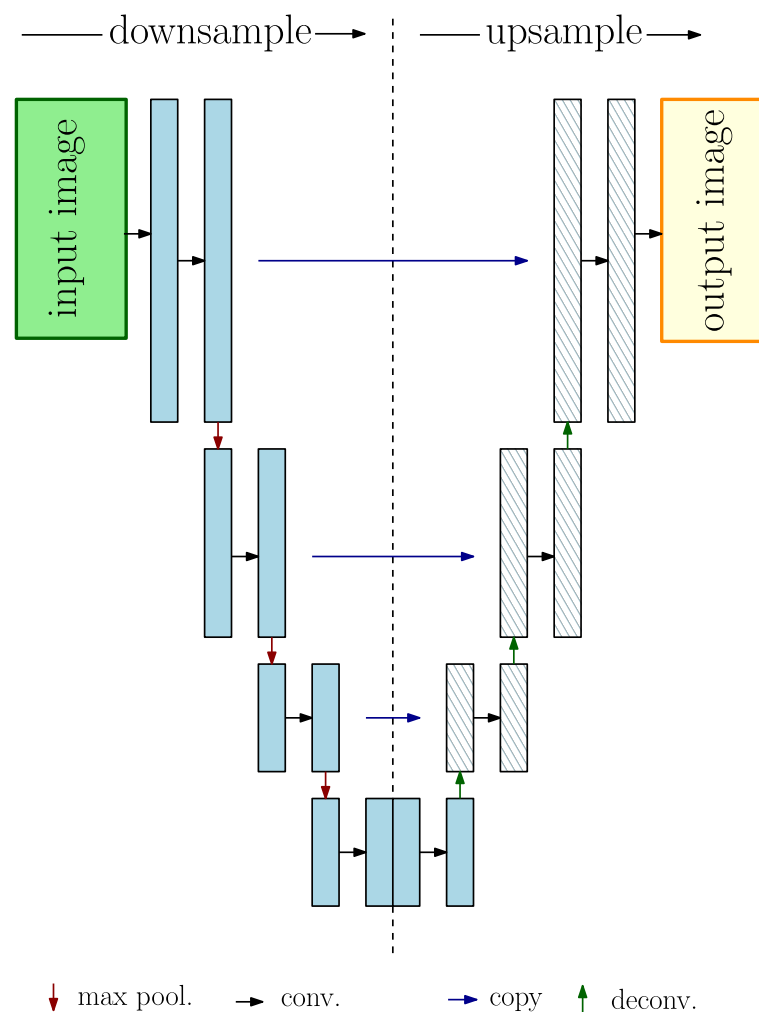 downsample
upsample
input image
output image
max pool.
conv.
copy
deconv.